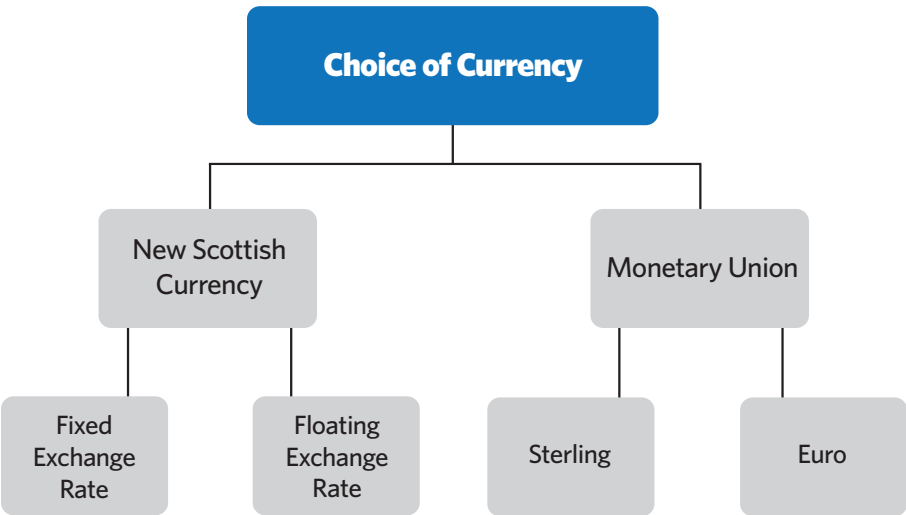 Choice of Currency
New Scottish
Currency
Monetary Union
Fixed
Exchange
Rate
Floating
Exchange
Rate
Sterling
Euro